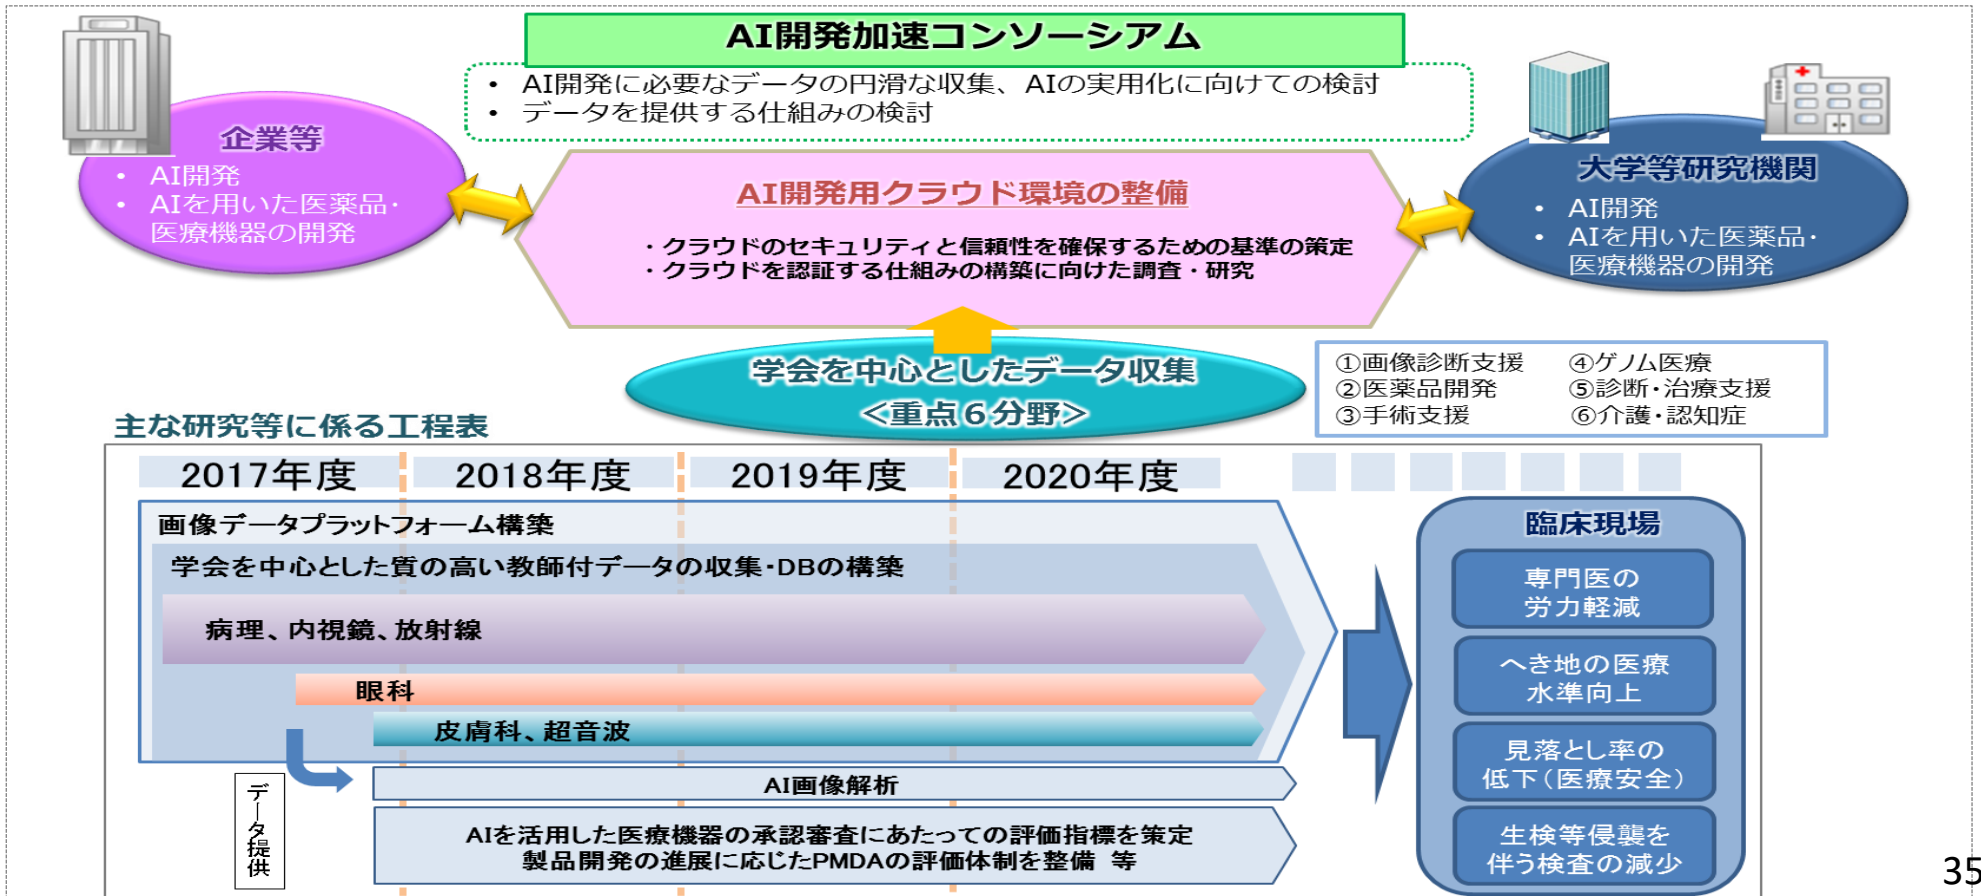 AI開発加速コンソーシアム
• AI開発に必要なデータの円滑な収集、AIの実用化に向けての検討
• データを提供する仕組みの検討
企業等
• AI開発
• AIを用いた医薬品・
医療機器の開発
AI開発用クラウド環境の整備
・クラウドのセキュリティと信頼性を確保するための基準の策定
・クラウドを認証する仕組みの構築に向けた調査・研究
大学等研究機関
• AI開発
• AIを用いた医薬品・
医療機器の開発
学会を中心としたデータ収集
<重点６分野>
①画像診断支援 ④ゲノム医療
②医薬品開発 ⑤診断・治療支援
③手術支援 ⑥介護・認知症
主な研究等に係る工程表
2017年度 2018年度 2019年度 2020年度
画像データプラットフォーム構築
学会を中心とした質の高い教師付データの収集・DBの構築
病理、内視鏡、放射線
眼科
皮膚科、超音波
データ提供
AI画像解析
AIを活用した医療機器の承認審査にあたっての評価指標を策定
製品開発の進展に応じたPMDAの評価体制を整備 等
臨床現場
専門医の
労力軽減
へき地の医療
水準向上
見落とし率の
低下（医療安全）
生検等侵襲を
伴う検査の減少
35